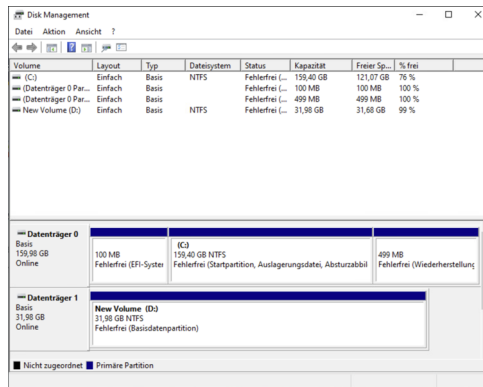 Disk Management
Datei Aktion Ansicht ?
Volume Layout Typ Dateisystem Status Kapazität Freier Sp... % frei
(C:) Einfach Basis NTFS Fehlerfrei (... 159,40 GB 121,07 GB 76 %
(Datenträger 0 Par... Einfach Basis Fehlerfrei (... 100 MB 100 MB 100 %
(Datenträger 0 Par... Einfach Basis Fehlerfrei (... 499 MB 499 MB 100 %
New Volume (D:) Einfach Basis NTFS Fehlerfrei (... 31,98 GB 31,68 GB 99 %
Datenträger 0
Basis
159,98 GB
Online
100 MB
Fehlerfrei (EFI-System
(C:)
159,40 GB NTFS
Fehlerfrei (Startpartition, Auslagerungsdatei, Absturzabbil
499 MB
Fehlerfrei (Wiederherstellung
Datenträger 1
Basis
31,98 GB
Online
New Volume (D:)
31,98 GB NTFS
Fehlerfrei (Basisdatenpartition)
Nicht zugeordnet Primäre Partition